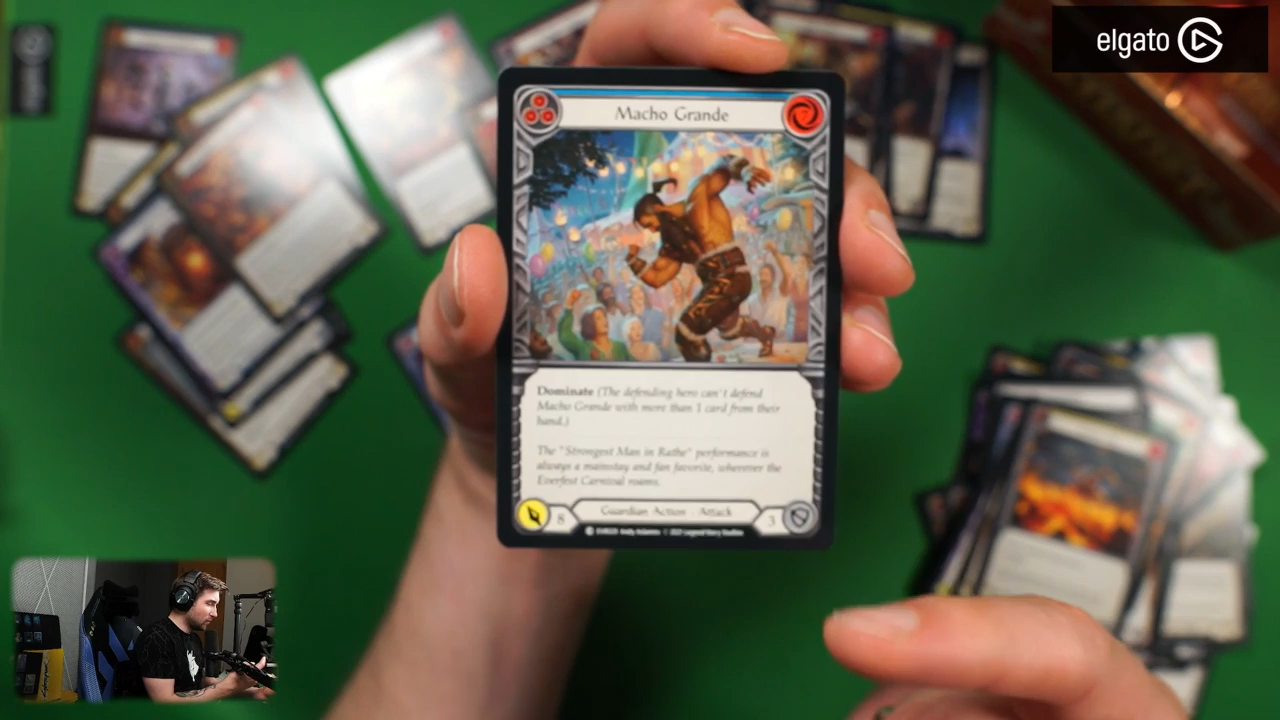 elgato
Macho Grande
Dominate (The defending hero can't defend
Macho Grande with more than 1 card from their
hand.)
The "Strongest Man in Rathe" performance is
always a mainstay and fan favorite, wherever the
Everfest Carnival roams.
8
Guardian Action - Attack
3